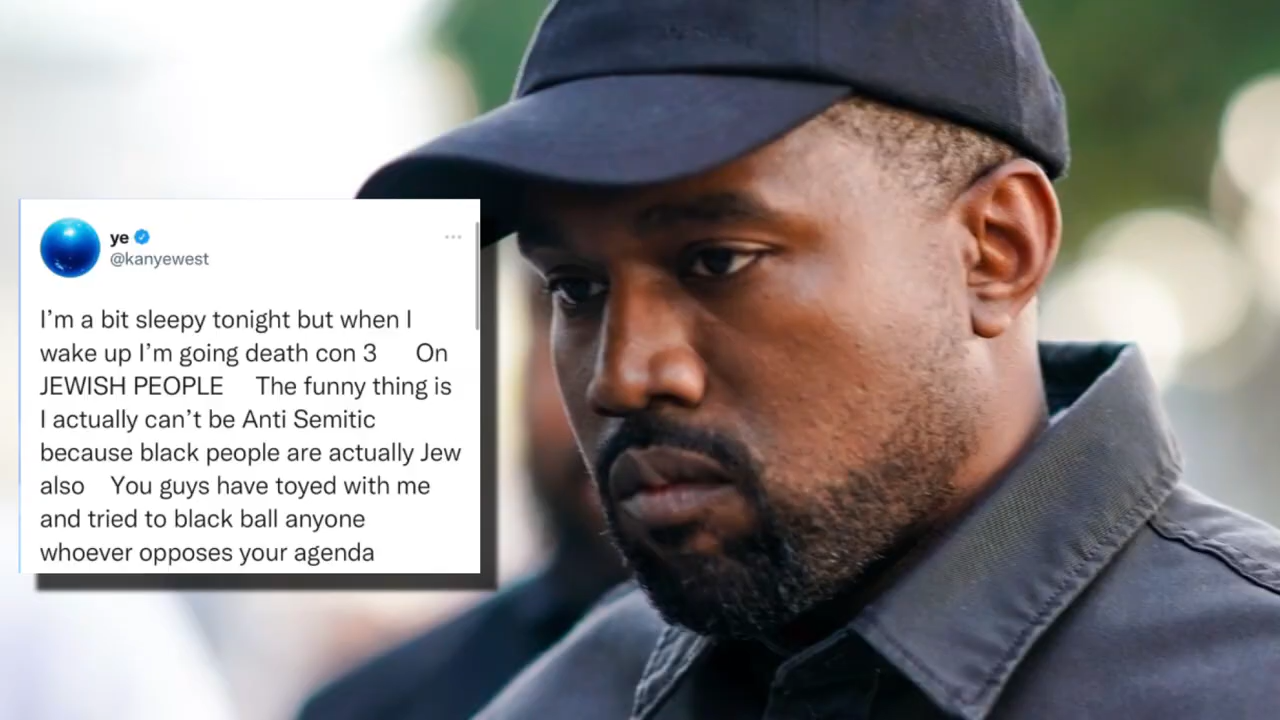 ye
@kanyewest
I'm a bit sleepy tonight but when I
wake up I'm going death con 3 On
JEWISH PEOPLE The funny thing is
I actually can't be Anti Semitic
because black people are actually Jew
also You guys have toyed with me
and tried to black ball anyone
whoever opposes your agenda